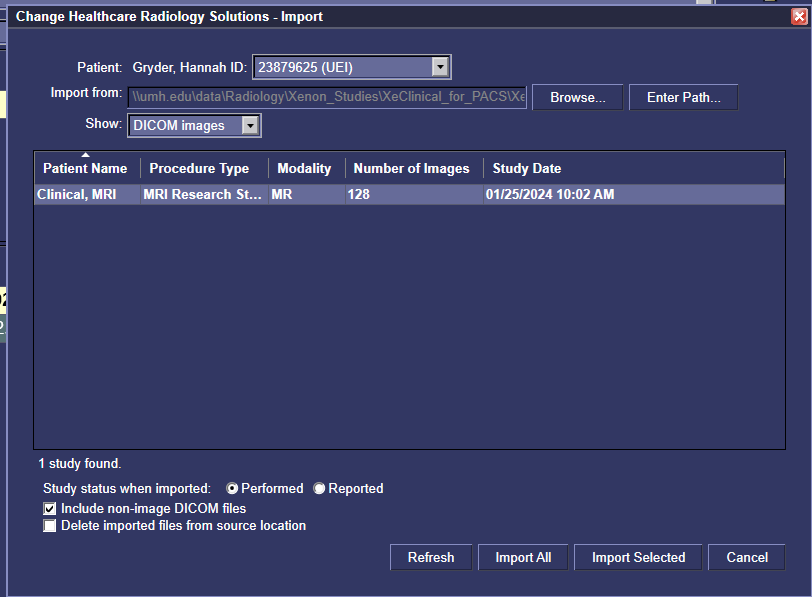 Change Healthcare Radiology Solutions - Import
Patient: Gryder, Hannah ID: 23879625 (UEI)
Import from: \\umh.edu\data\Radiology\Xenon_Studies\XeClinical_for_PACS\Xe
Browse...
Enter Path...
Show: DICOM images
Patient Name Procedure Type Modality Number of Images Study Date
Clinical, MRI MRI Research St... MR 128 01/25/2024 10:02 AM
1 study found.
Study status when imported: Performed Reported
Include non-image DICOM files
Delete imported files from source location
Refresh Import All Import Selected Cancel